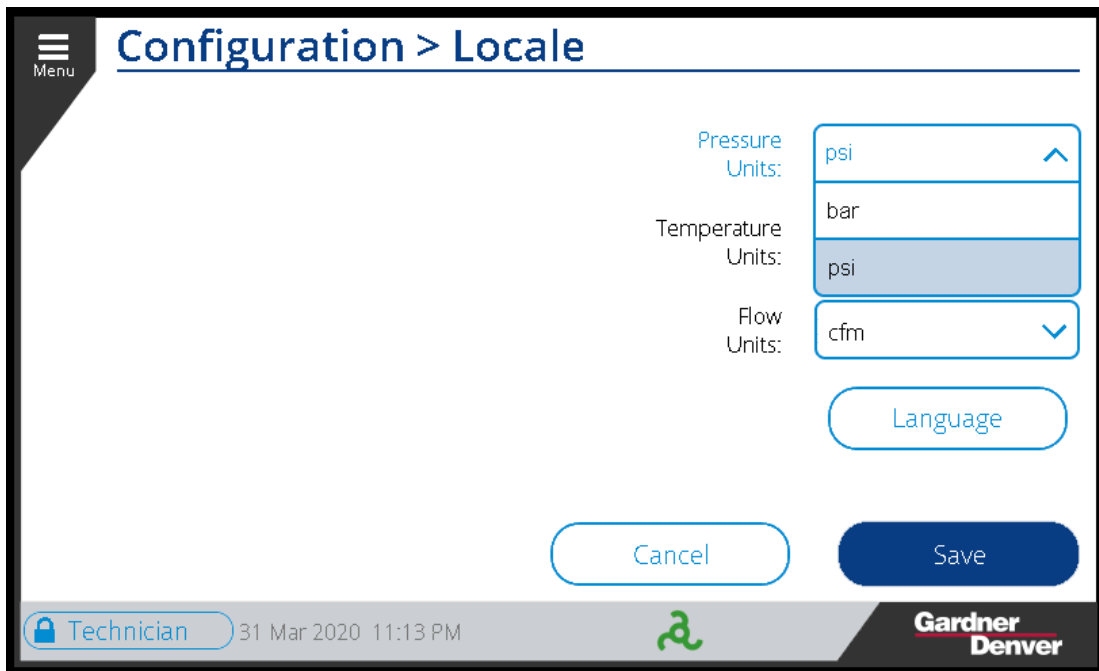 Menu
Configuration > Locale
Pressure
Units:
psi
bar
psi
Temperature
Units:
Flow
Units:
cfm
Language
Cancel
Save
Technician
31 Mar 2020 11:13 PM
Gardner
Denver